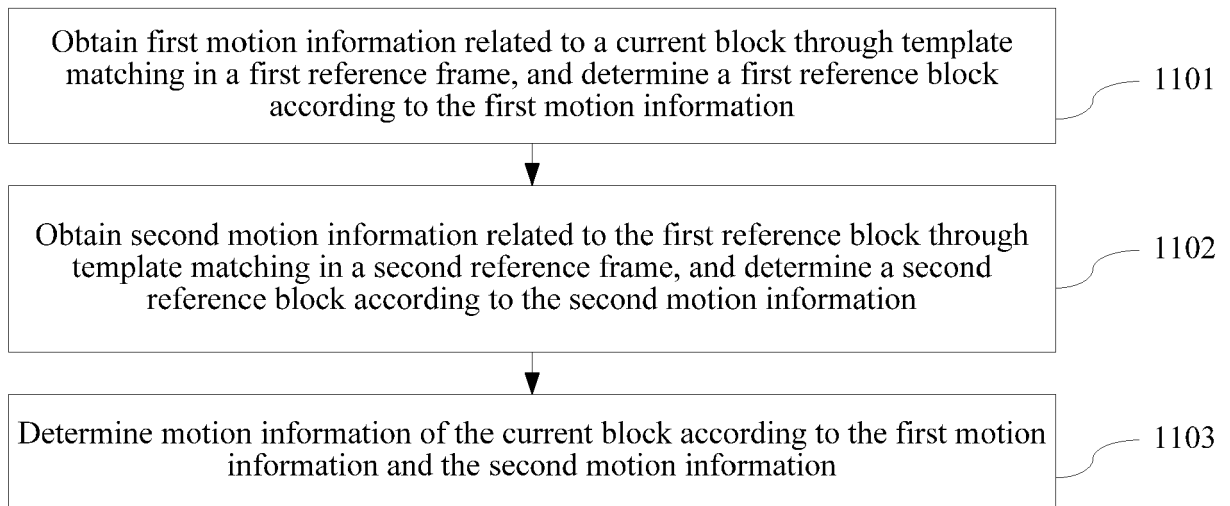 Obtain first motion information related to a current block through template
matching in a first reference frame, and determine a first reference block
according to the first motion information
1101
Obtain second motion information related to the first reference block through
template matching in a second reference frame, and determine a second
reference block according to the second motion information
1102
Determine motion information of the current block according to the first motion
information and the second motion information
1103